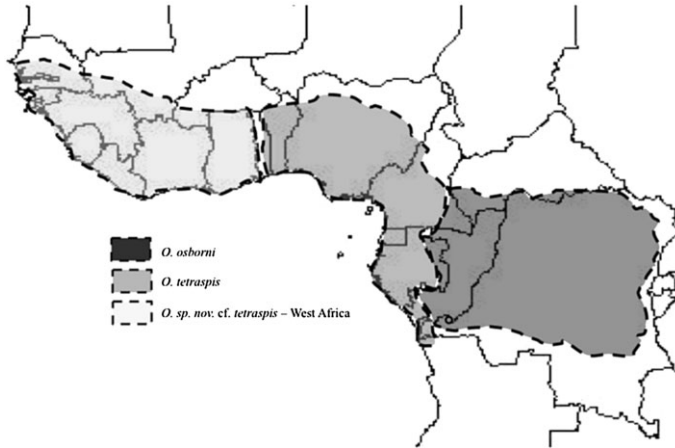 O. osborni
O. tetraspis
O. sp. nov. cf. tetraspis – West Africa